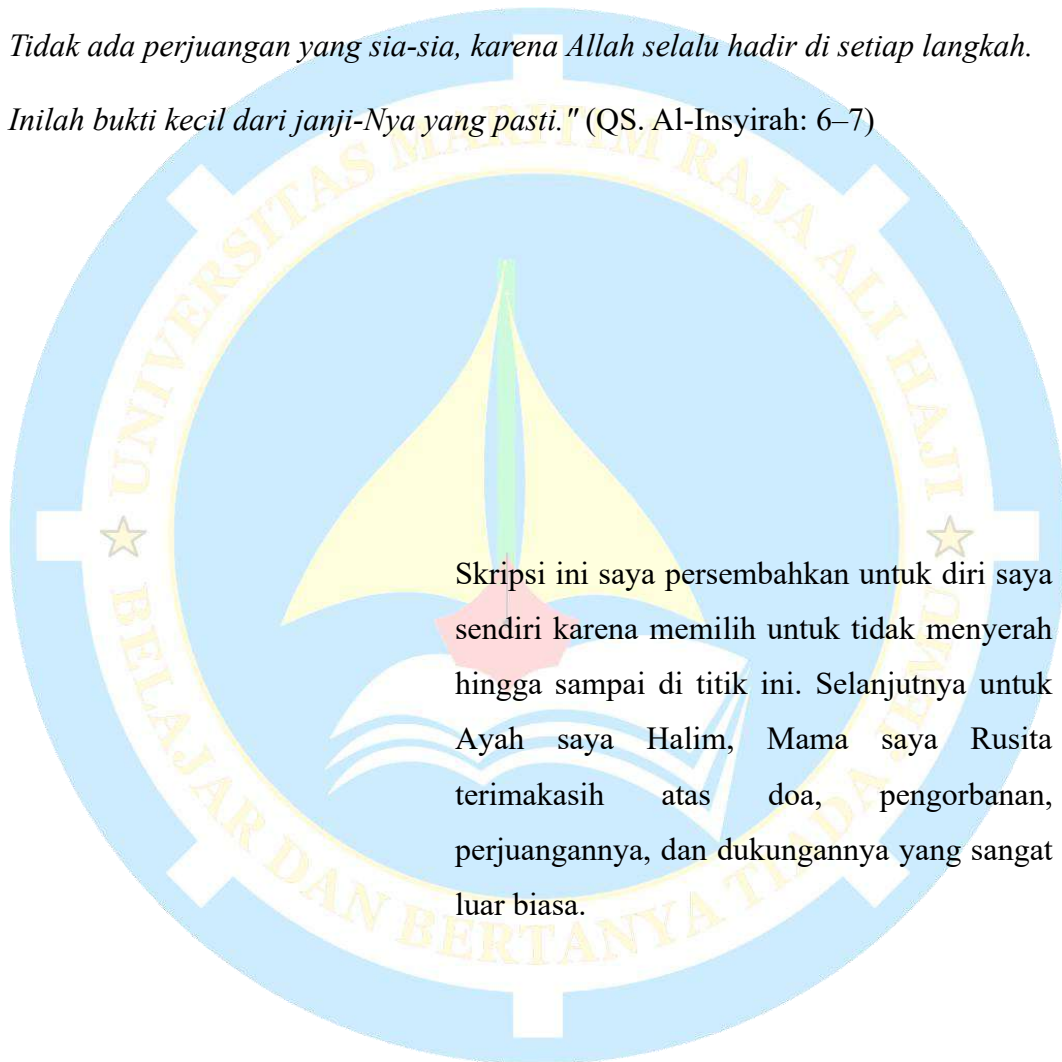 Tidak ada perjuangan yang sia-sia, karena Allah selalu hadir di setiap langkah.
Inilah bukti kecil dari janji-Nya yang pasti." (QS. Al-Insyirah: 6–7)
UNIVERSITAS MARITIM RAJA ALI HAJI
Skripsi ini saya persembahkan untuk diri saya
sendiri karena memilih untuk tidak menyerah
hingga sampai di titik ini. Selanjutnya untuk
Ayah saya Halim, Mama saya Rusita
terimakasih atas doa, pengorbanan,
perjuangannya, dan dukungannya yang sangat
luar biasa.
BELAJAR DAN BERTANYA TIADA JEMU